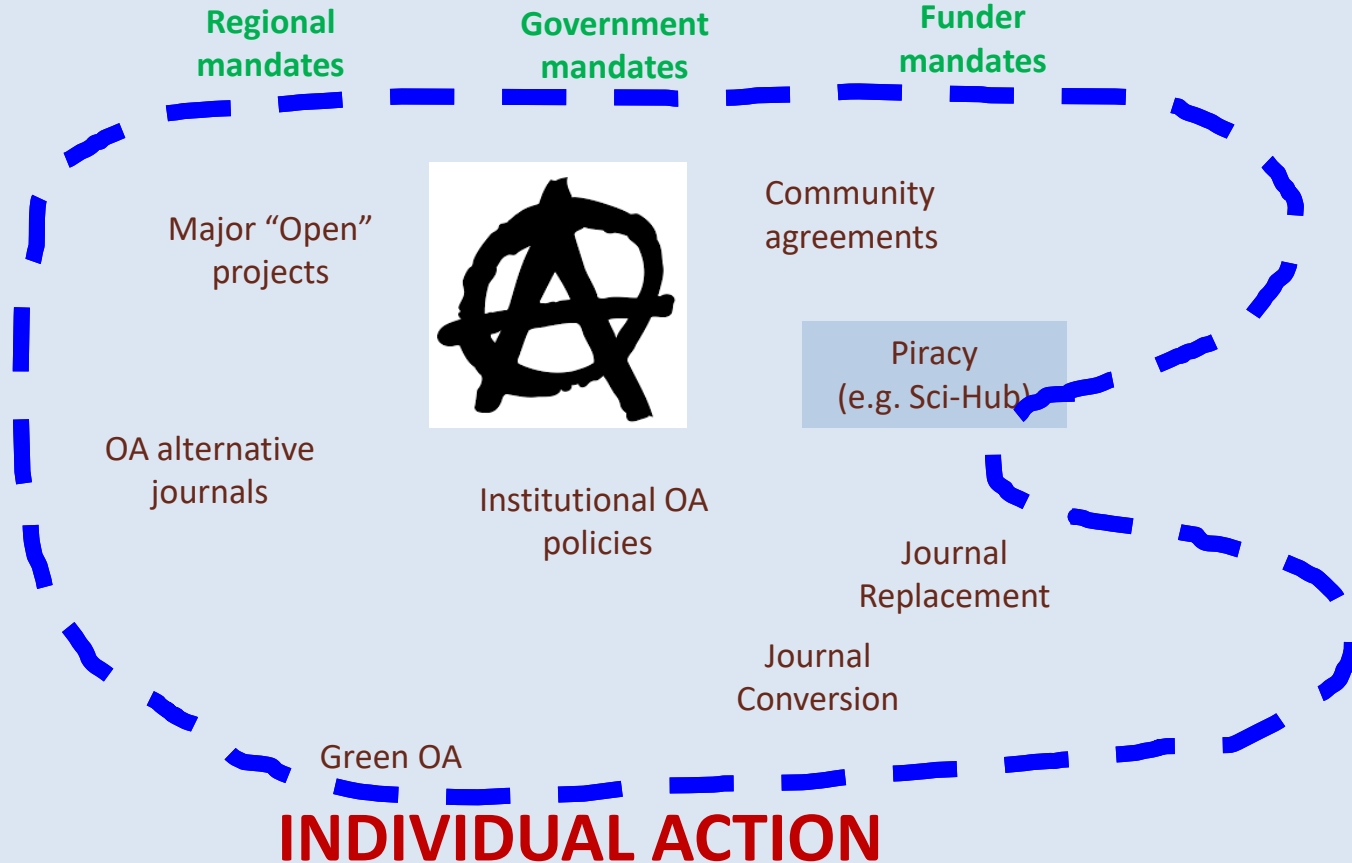 Regional
mandates
Government
mandates
Funder
mandates
Major “Open”
projects
Community
agreements
Piracy
(e.g. Sci-Hub)
OA alternative
journals
Institutional OA
policies
Journal
Replacement
Journal
Conversion
Green OA
INDIVIDUAL ACTION